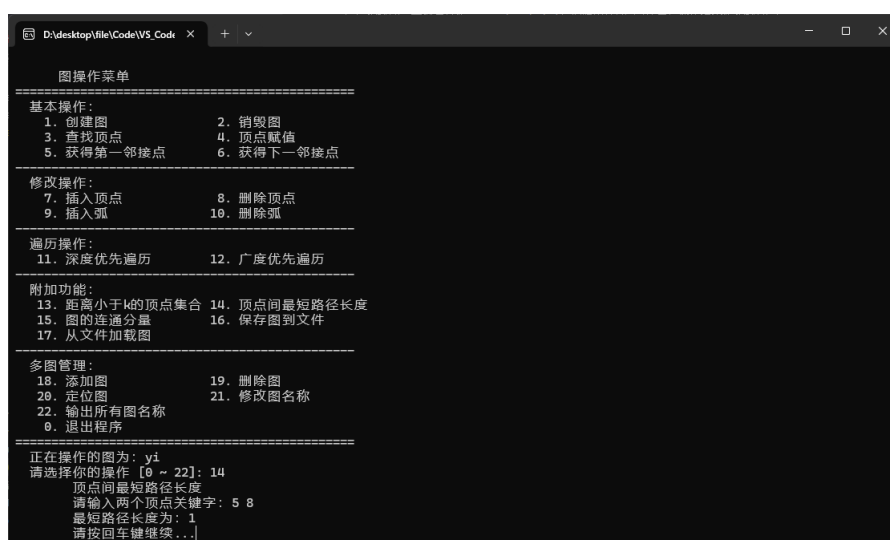 D:\desktop\file\Code\VS_Code
图操作菜单
基本操作:
1. 创建图 2. 销毁图
3. 查找顶点 4. 顶点赋值
5. 获得第一邻接点 6. 获得下一邻接点
修改操作:
7. 插入顶点 8. 删除顶点
9. 插入弧 10. 删除弧
遍历操作:
11. 深度优先遍历 12. 广度优先遍历
附加功能:
13. 距离小于k的顶点集合 14. 顶点间最短路径长度
15. 图的连通分量 16. 保存图到文件
17. 从文件加载图
多图管理:
18. 添加图 19. 删除图
20. 定位图 21. 修改图名称
22. 输出所有图名称
0. 退出程序
正在操作的图为: yi
请选择你的操作 [0 ~ 22]: 14
顶点间最短路径长度
请输入两个顶点关键字: 5 8
最短路径长度为: 1
请按回车键继续...